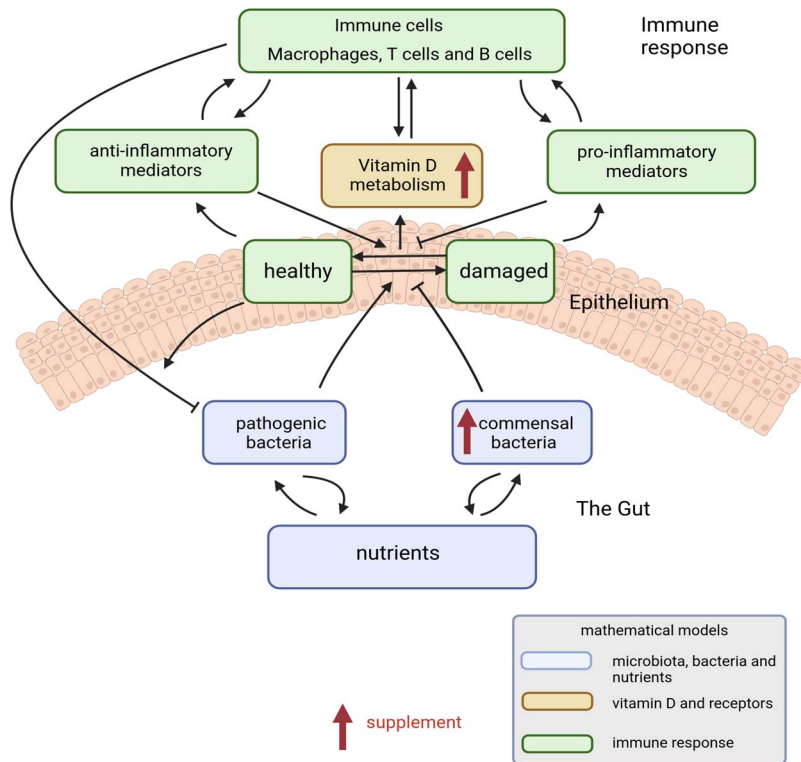 Immune cells
Macrophages, T cells and B cells
Immune
response
anti-inflammatory
mediators
Vitamin D
metabolism
pro-inflammatory
mediators
healthy
damaged
Epithelium
pathogenic
bacteria
commensal
bacteria
The Gut
nutrients
mathematical models
microbiota, bacteria and
nutrients
vitamin D and receptors
immune response
supplement